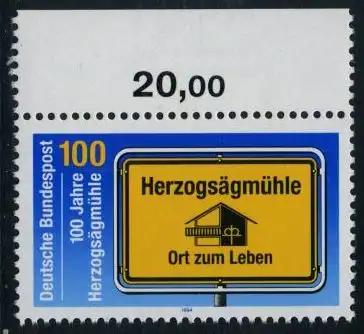 20,00
Deutsche Bundespost
100
100 Jahre
Herzogsägmühle
Herzogsägmühle
Ort zum Leben
1994